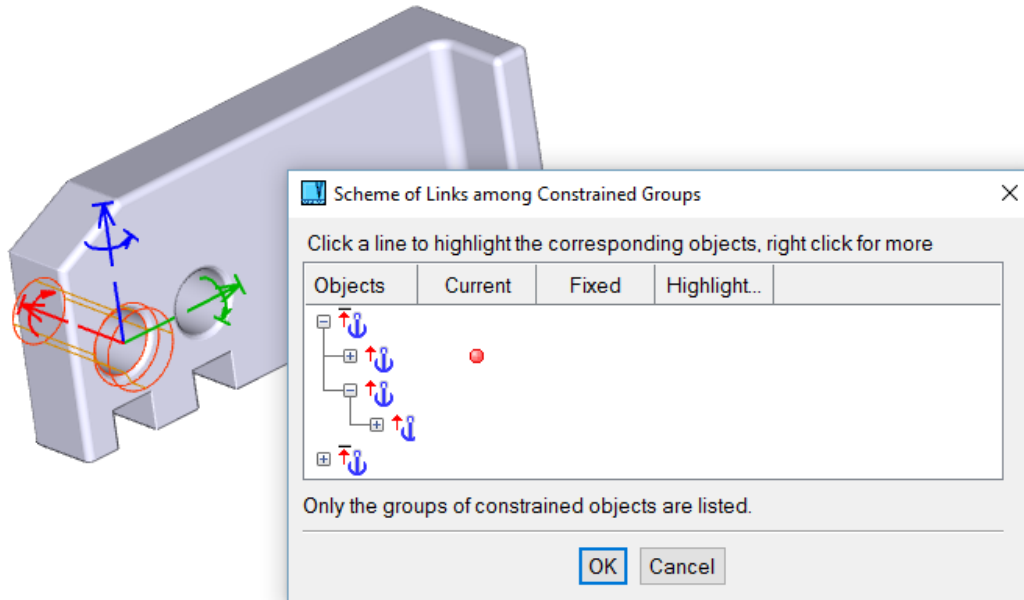 Scheme of Links among Constrained Groups
Click a line to highlight the corresponding objects, right click for more
Objects Current Fixed Highlight...
Only the groups of constrained objects are listed.
OK Cancel